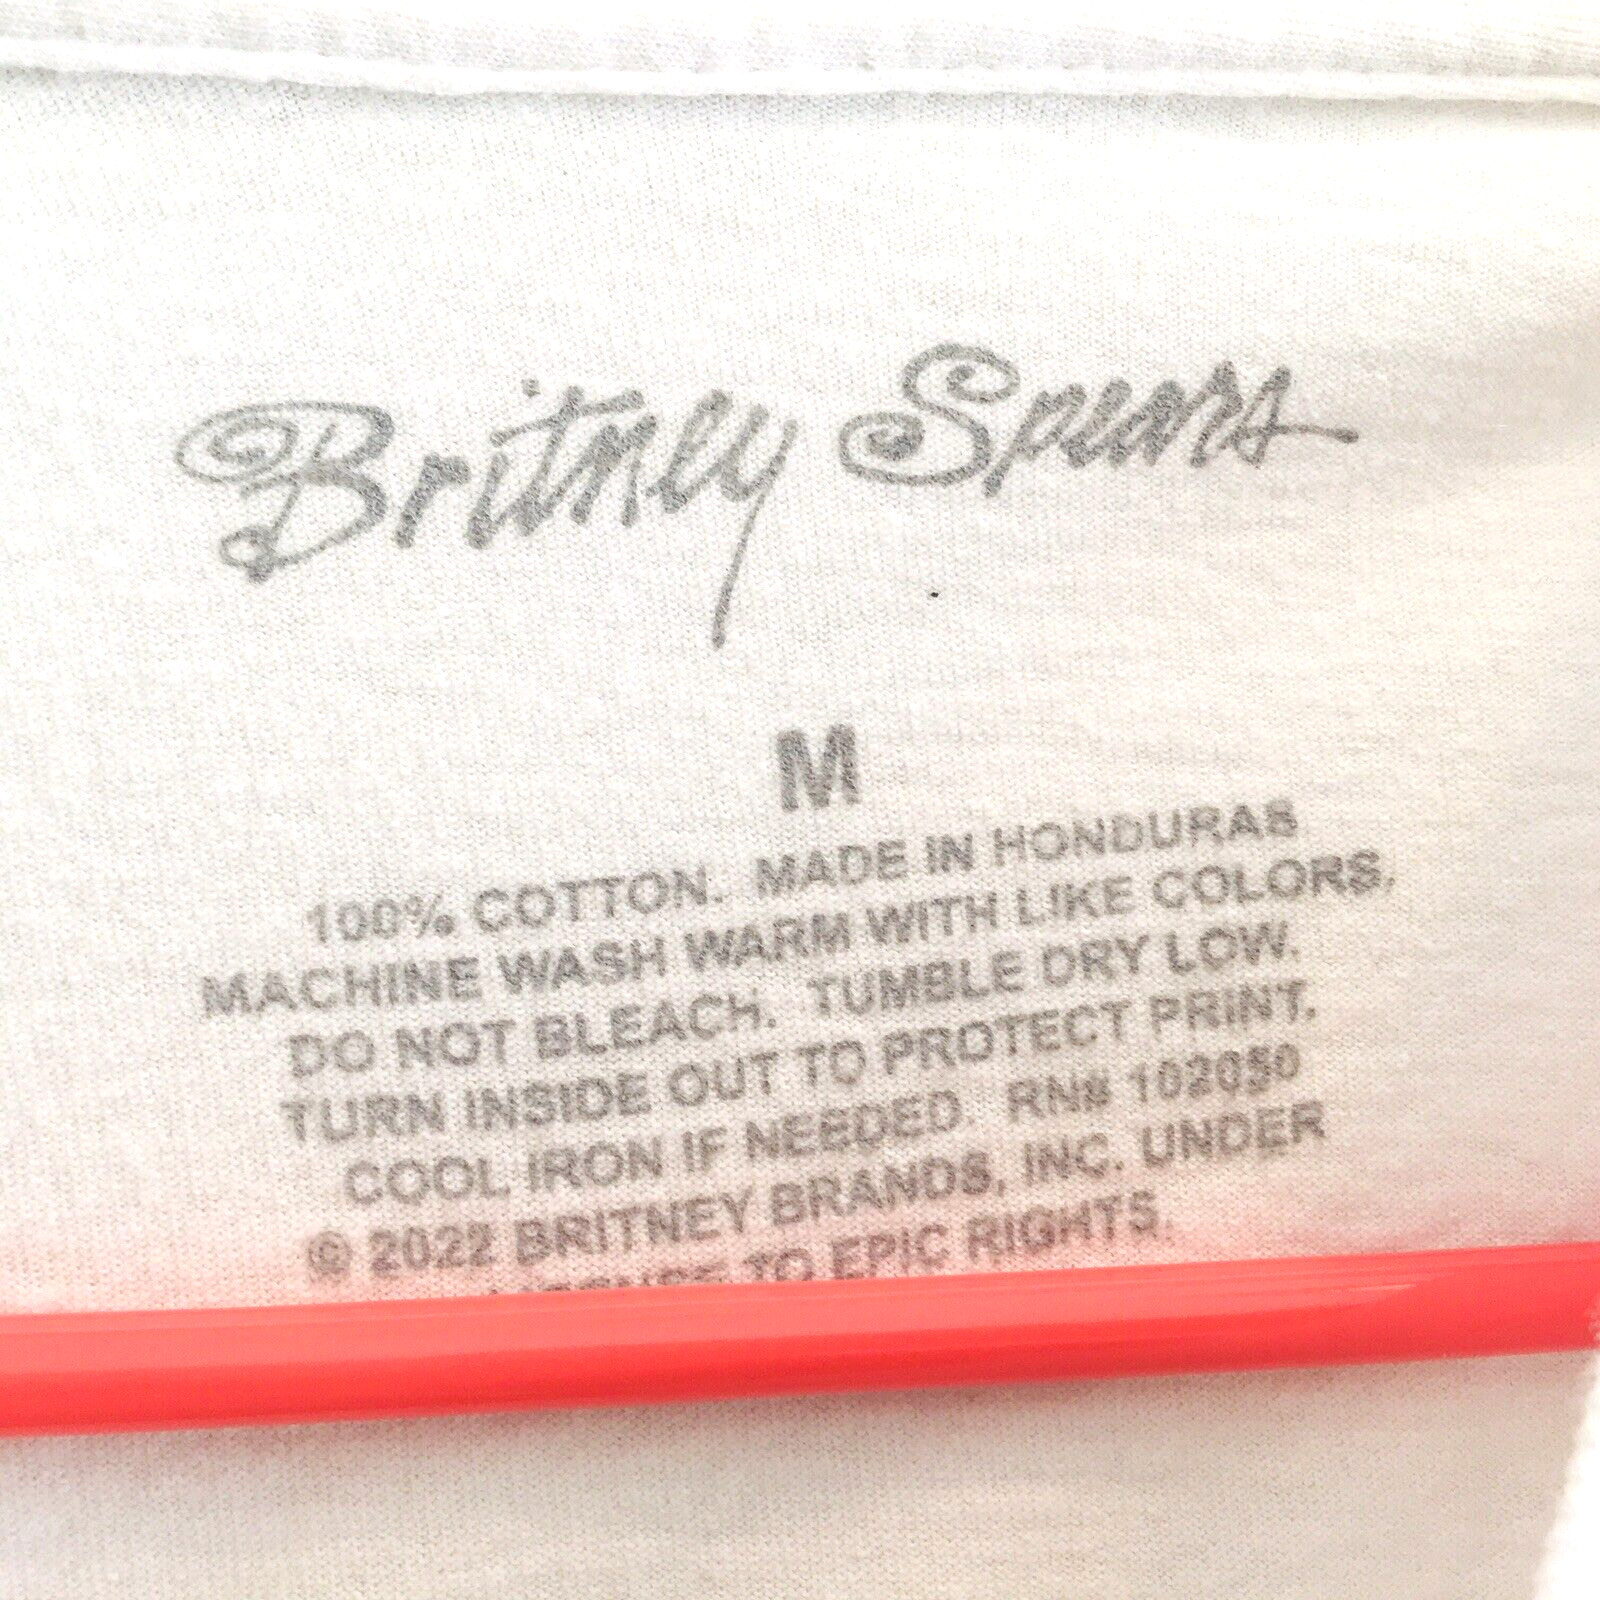 Britney Spears
M
100% COTTON. MADE IN HONDURAS
MACHINE WASH WARM WITH LIKE COLORS.
DO NOT BLEACH. TUMBLE DRY LOW.
TURN INSIDE OUT TO PROTECT PRINT.
COOL IRON IF NEEDED. RN# 102050
© 2022 BRITNEY BRANDS, INC. UNDER
TO EPIC RIGHTS.